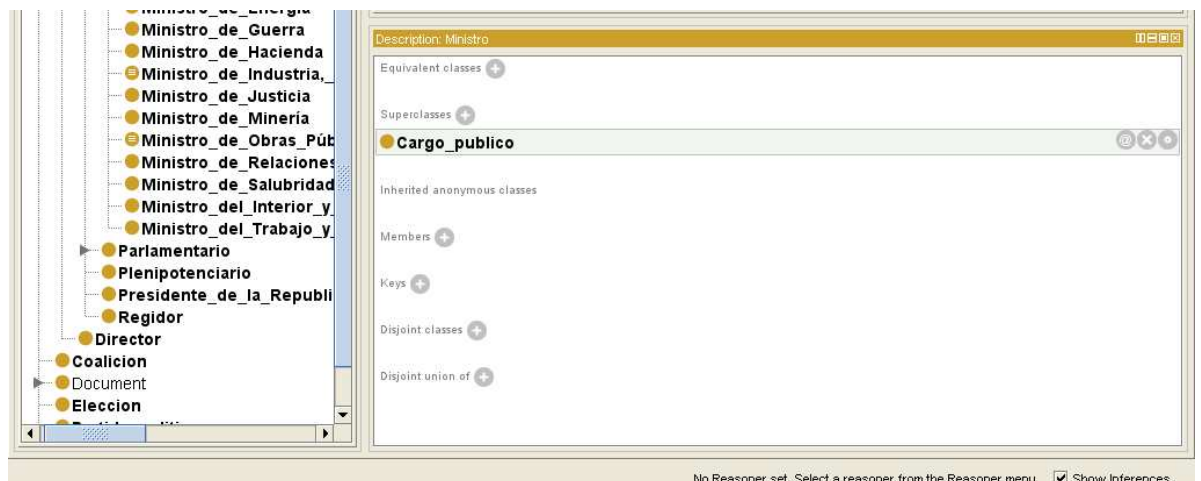 Ministro_de_Energía
Ministro_de_Guerra
Ministro_de_Hacienda
Ministro_de_Industria,_
Ministro_de_Justicia
Ministro_de_Minería
Ministro_de_Obras_Púb
Ministro_de_Relaciones
Ministro_de_Salubridad
Ministro_del_Interior_y_
Ministro_del_Trabajo_y_
Parlamentario
Plenipotenciario
Presidente_de_la_Republi
Regidor
Director
Coalicion
Document
Eleccion
Description: Ministro
Equivalent classes
Superclasses
Cargo_publico
Inherited anonymous classes
Members
Keys
Disjoint classes
Disjoint union of
No Reasoner set. Select a reasoner from the Reasoner menu
Show Inferences